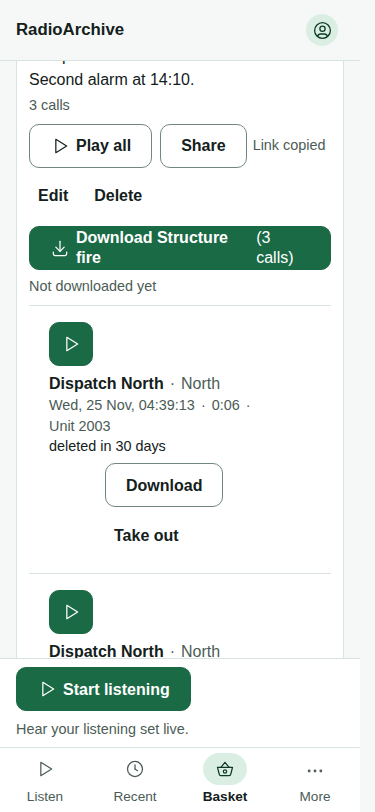 RadioArchive
Second alarm at 14:10.
3 calls
Play all
Share
Link copied
Edit
Delete
Download Structure fire
(3 calls)
Not downloaded yet
Dispatch North · North
Wed, 25 Nov, 04:39:13 · 0:06 ·
Unit 2003
deleted in 30 days
Download
Take out
Dispatch North · North
Start listening
Hear your listening set live.
Listen
Recent
Basket
More